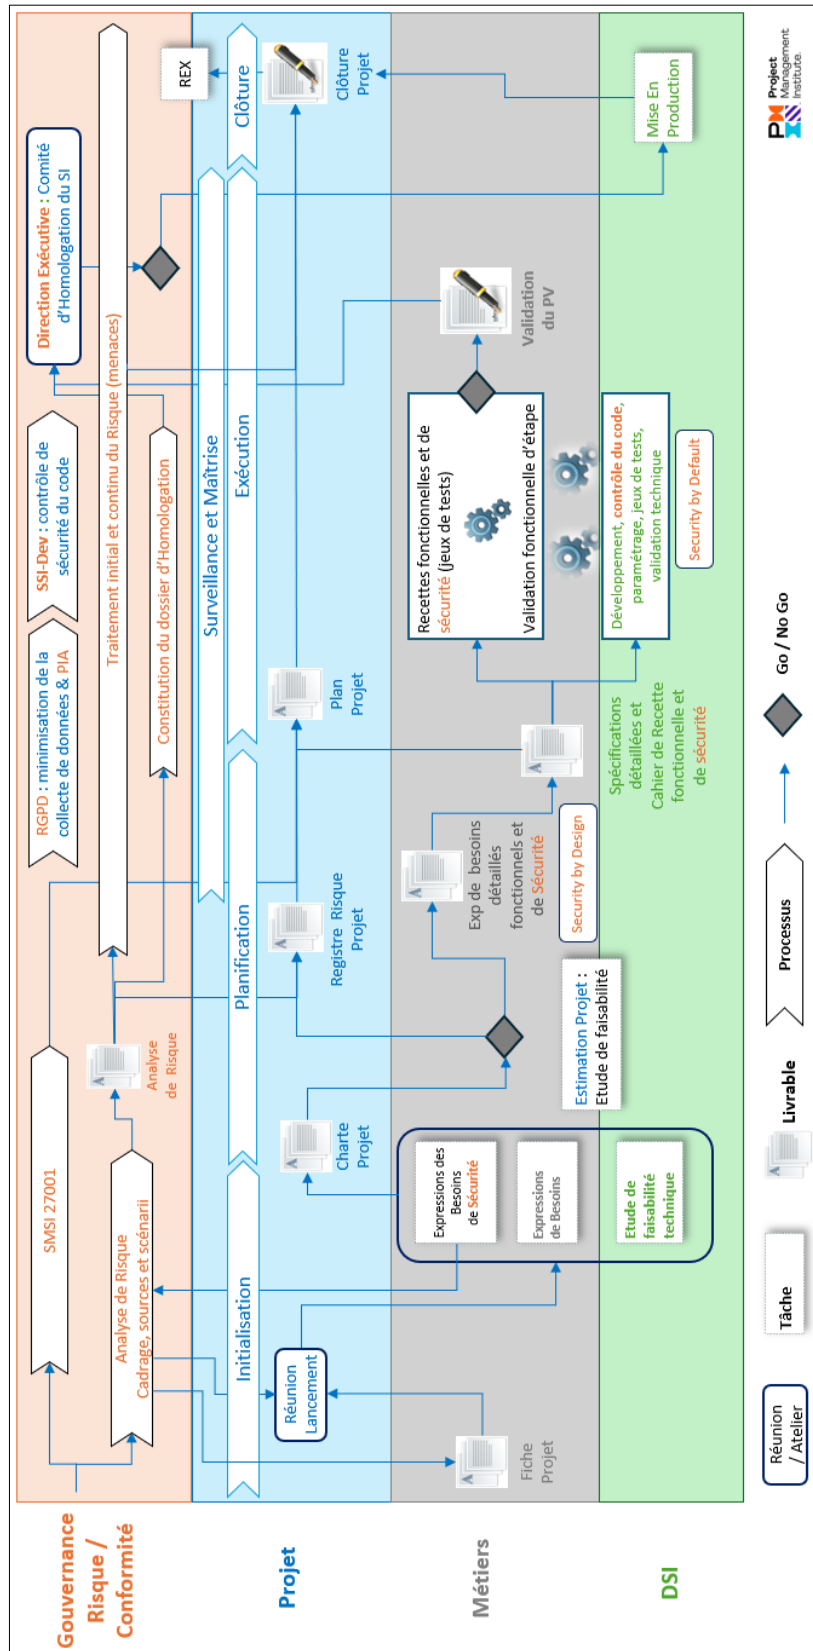 Gouvernance
Risque /
Conformité
SMSI 27001
RGPD : minimisation de la
collecte de données & PIA
SSI-Dev : contrôle de
sécurité du code
Direction Exécutive : Comité
d'Homologation du SI
Analyse de Risque
Cadrage, sources et scénarii
Analyse
de Risque
Traitement initial et continu du Risque (menaces)
Constitution du dossier d'Homologation
REX
Projet
Surveillance et Maîtrise
Initialisation
Planification
Exécution
Clôture
Réunion
Lancement
Charte
Projet
Registre Risque
Projet
Plan
Projet
Clôture
Projet
Métiers
Fiche
Projet
Expressions des
Besoins
de Sécurité
Expressions
de Besoins
Estimation Projet :
Etude de faisabilité
Exp de besoins
détaillés
fonctionnels et
de Sécurité
Security by Design
Recettes fonctionnelles et de
sécurité (jeux de tests)
Validation fonctionnelle d'étape
Validation
du PV
DSI
Etude de
faisabilité
technique
Spécifications
détaillées et
Cahier de Recette
fonctionnelle et
de sécurité
Développement, contrôle du code,
paramétrage, jeux de tests,
validation technique
Security by Default
Mise En
Production
Réunion
/ Atelier
Tâche
Livrable
Processus
Go / No Go
Project
Management
Institute.